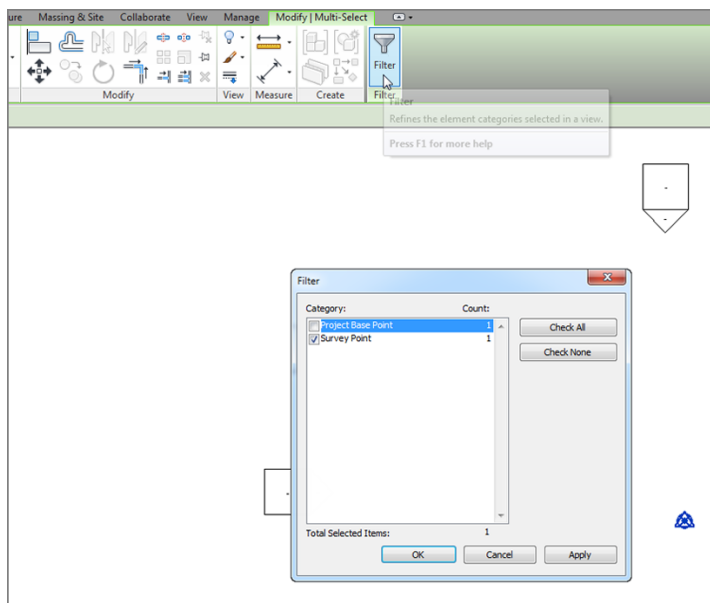 ure Massing & Site Collaborate View Manage Modify | Multi-Select
Filter
Modify View Measure Create Filter
Filter
Refines the element categories selected in a view.
Press F1 for more help
Filter
Category: Count:
Project Base Point 1
Survey Point 1
Check All
Check None
Total Selected Items: 1
OK Cancel Apply